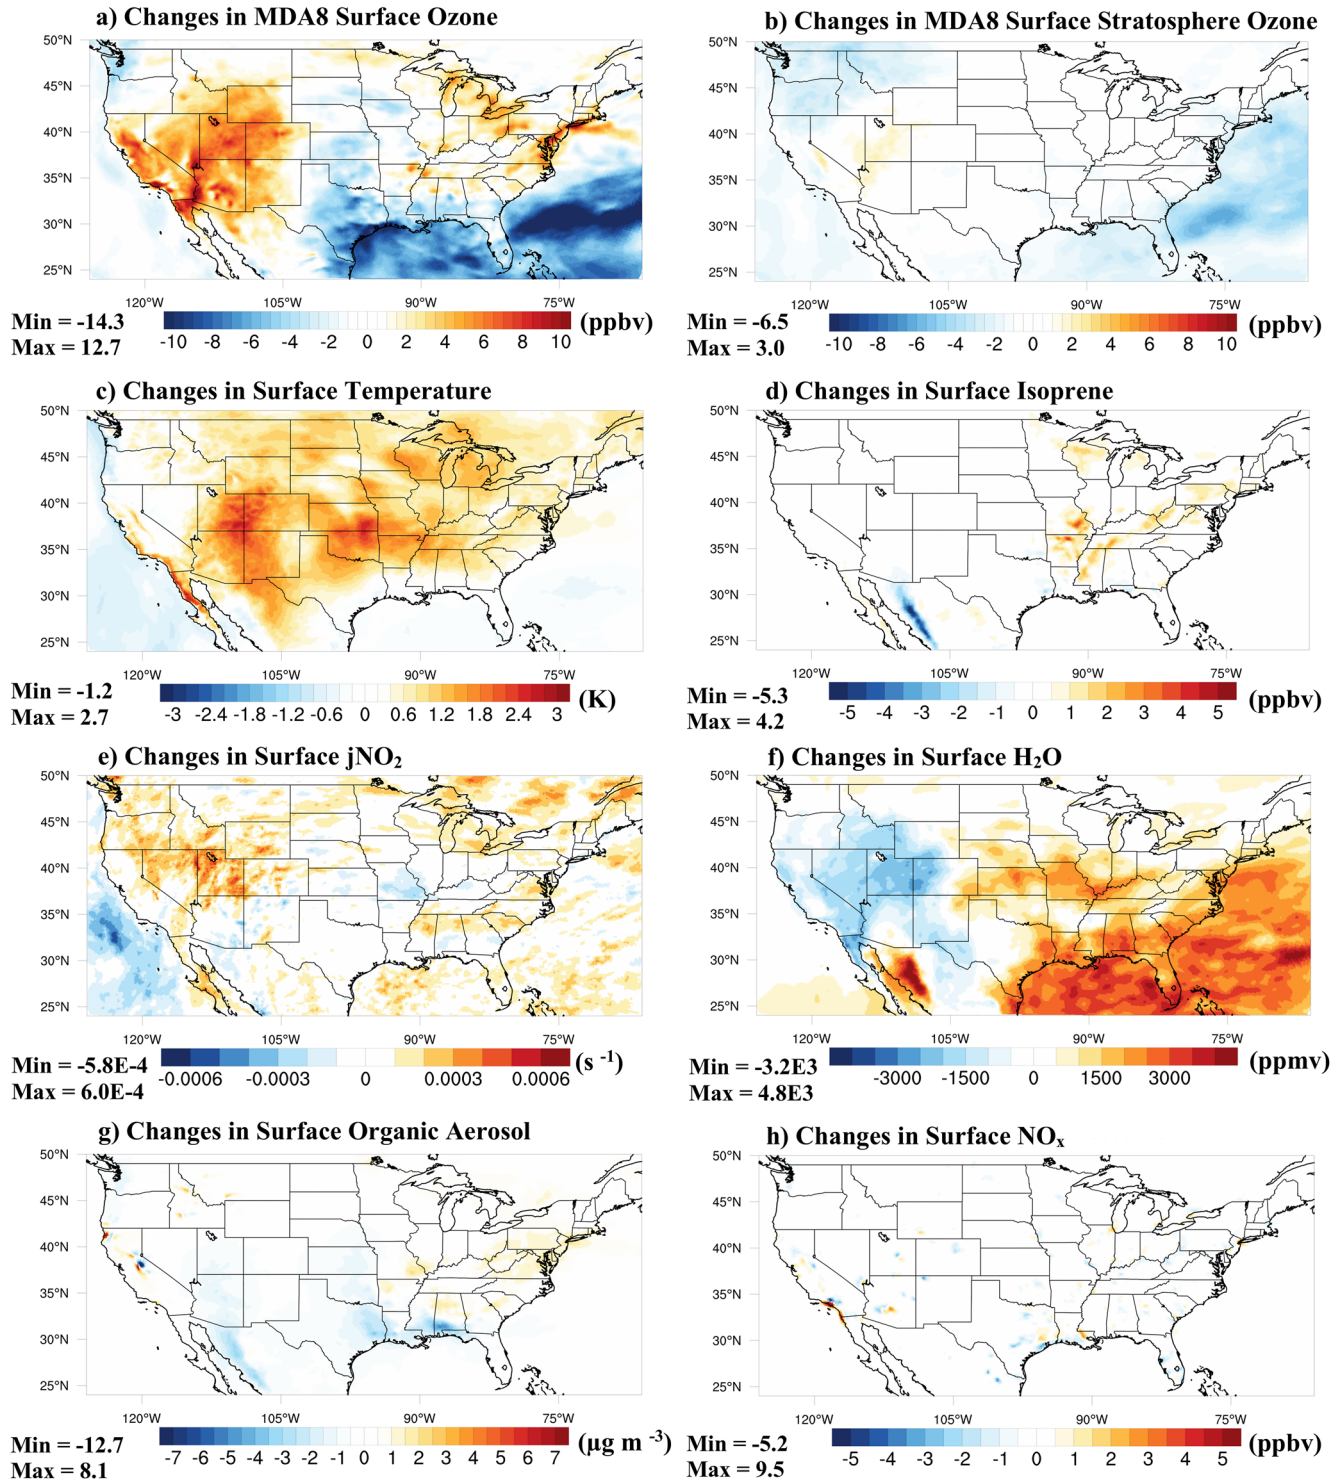 a) Changes in MDA8 Surface Ozone
50°N
45°N
40°N
35°N
30°N
25°N
120°W 105°W 90°W 75°W
Min = -14.3
Max = 12.7
-10 -8 -6 -4 -2 0 2 4 6 8 10
(ppbv)
b) Changes in MDA8 Surface Stratosphere Ozone
50°N
45°N
40°N
35°N
30°N
25°N
120°W 105°W 90°W 75°W
Min = -6.5
Max = 3.0
-10 -8 -6 -4 -2 0 2 4 6 8 10
(ppbv)
c) Changes in Surface Temperature
50°N
45°N
40°N
35°N
30°N
25°N
120°W 105°W 90°W 75°W
Min = -1.2
Max = 2.7
-3 -2.4 -1.8 -1.2 -0.6 0 0.6 1.2 1.8 2.4 3
(K)
d) Changes in Surface Isoprene
50°N
45°N
40°N
35°N
30°N
25°N
120°W 105°W 90°W 75°W
Min = -5.3
Max = 4.2
-5 -4 -3 -2 -1 0 1 2 3 4 5
(ppbv)
e) Changes in Surface jNO₂
50°N
45°N
40°N
35°N
30°N
25°N
120°W 105°W 90°W 75°W
Min = -5.8E-4
Max = 6.0E-4
-0.0006 -0.0003 0 0.0003 0.0006
(s ⁻¹)
f) Changes in Surface H₂O
50°N
45°N
40°N
35°N
30°N
25°N
120°W 105°W 90°W 75°W
Min = -3.2E3
Max = 4.8E3
-3000 -1500 0 1500 3000
(ppmv)
g) Changes in Surface Organic Aerosol
50°N
45°N
40°N
35°N
30°N
25°N
120°W 105°W 90°W 75°W
Min = -12.7
Max = 8.1
-7 -6 -5 -4 -3 -2 -1 0 1 2 3 4 5 6 7
(µg m ⁻³)
h) Changes in Surface NOₓ
50°N
45°N
40°N
35°N
30°N
25°N
120°W 105°W 90°W 75°W
Min = -5.2
Max = 9.5
-5 -4 -3 -2 -1 0 1 2 3 4 5
(ppbv)